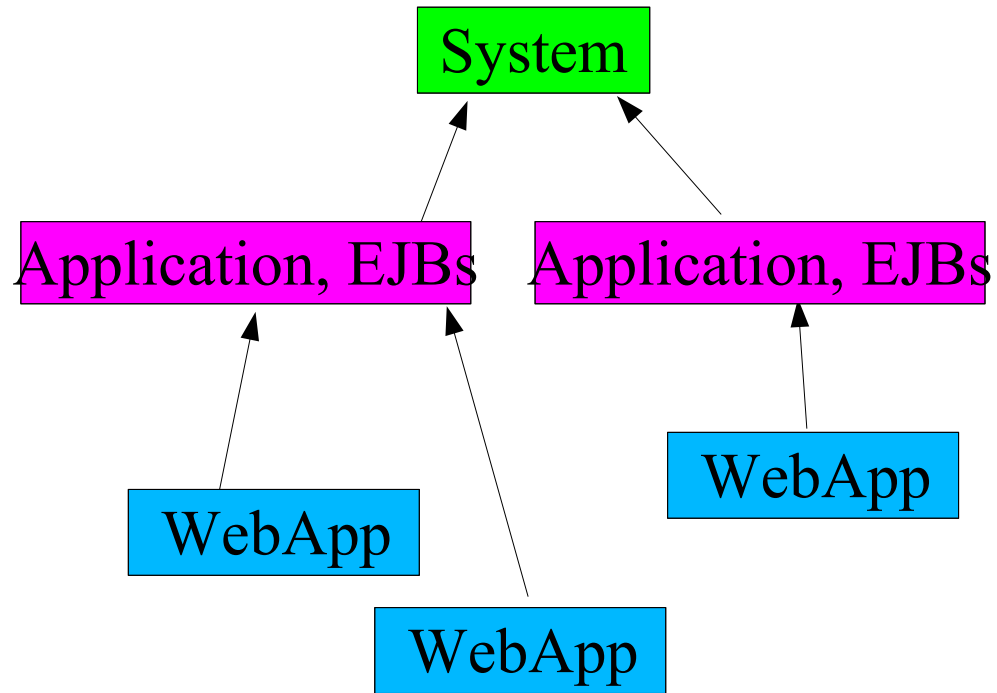 System
Application, EJBs
Application, EJBs
WebApp
WebApp
WebApp